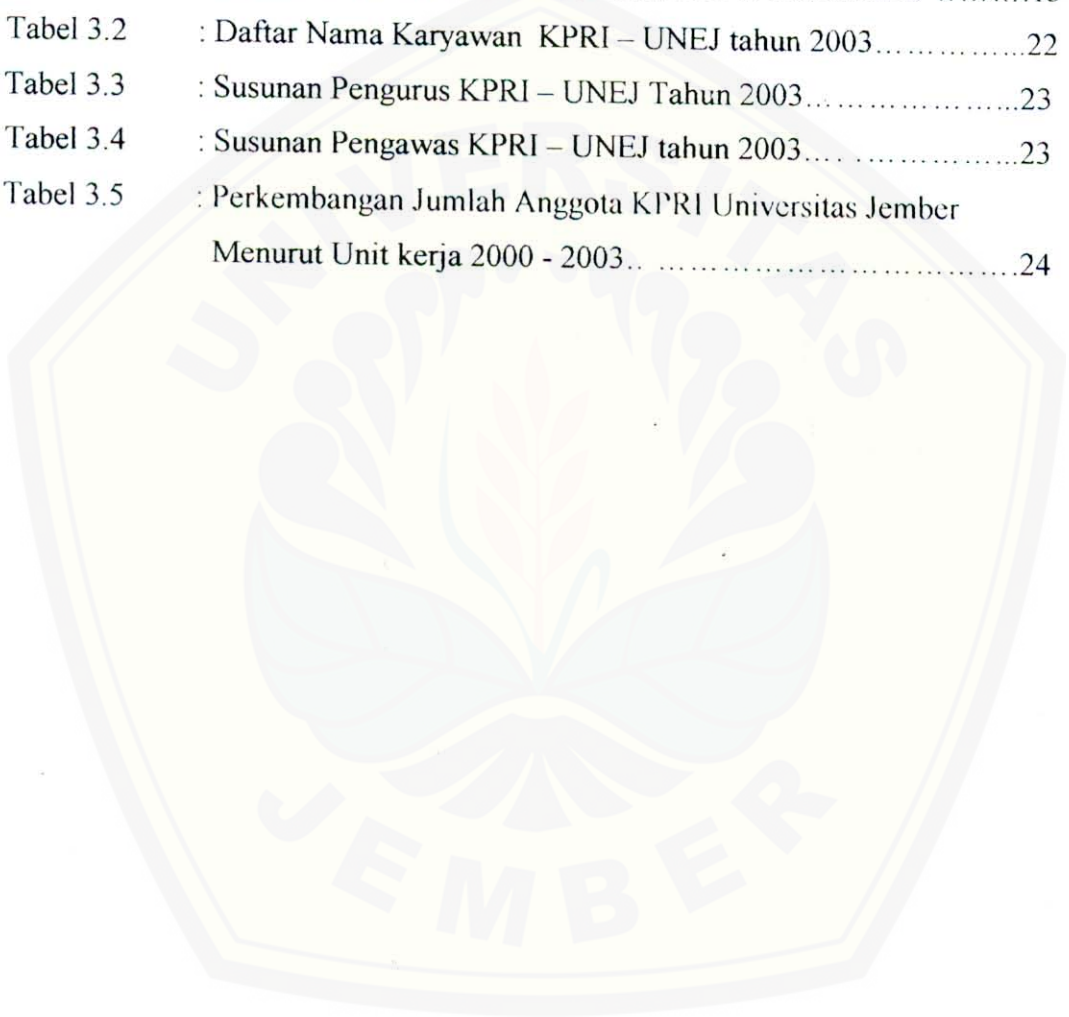 Tabel 3.2 : Daftar Nama Karyawan KPRI – UNEJ tahun 2003...............22
Tabel 3.3 : Susunan Pengurus KPRI – UNEJ Tahun 2003.....................23
Tabel 3.4 : Susunan Pengawas KPRI – UNEJ tahun 2003.... ................23
Tabel 3.5 : Perkembangan Jumlah Anggota KPRI Universitas Jember
Menurut Unit kerja 2000 - 2003.. ....................................24
UNIVERSITAS
JEMBER